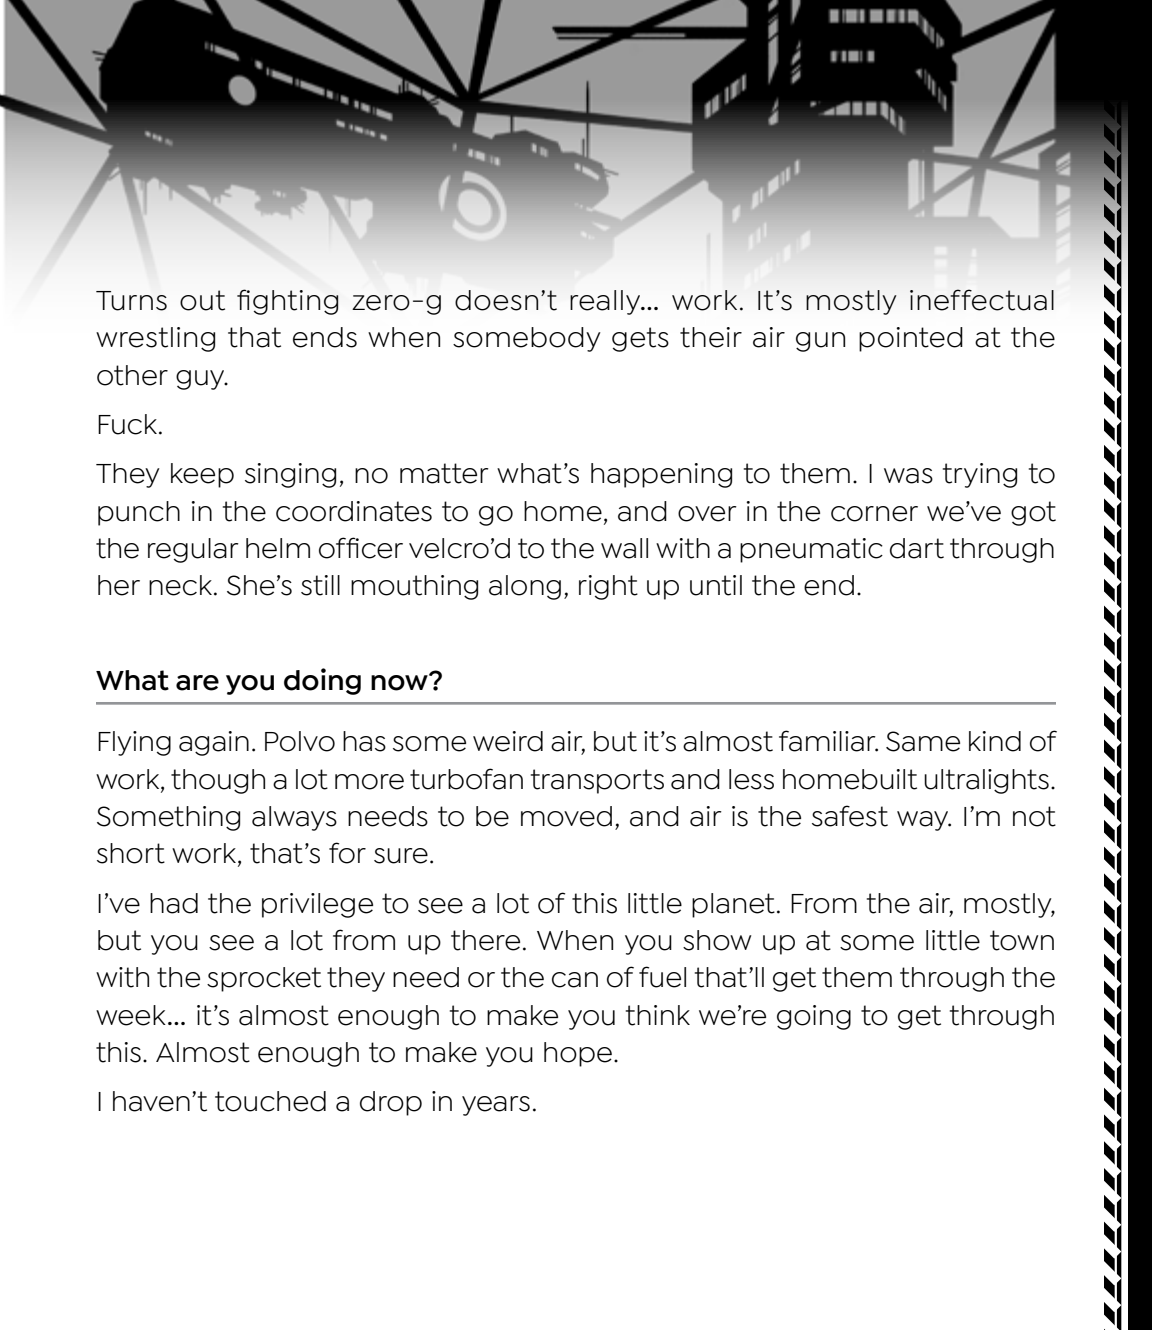 Turns out fighting zero-g doesn’t really... work. It’s mostly ineffectual
wrestling that ends when somebody gets their air gun pointed at the
other guy.
Fuck.
They keep singing, no matter what’s happening to them. I was trying to
punch in the coordinates to go home, and over in the corner we’ve got
the regular helm officer velcro’d to the wall with a pneumatic dart through
her neck. She’s still mouthing along, right up until the end.
What are you doing now?
Flying again. Polvo has some weird air, but it’s almost familiar. Same kind of
work, though a lot more turbofan transports and less homebuilt ultralights.
Something always needs to be moved, and air is the safest way. I’m not
short work, that’s for sure.
I’ve had the privilege to see a lot of this little planet. From the air, mostly,
but you see a lot from up there. When you show up at some little town
with the sprocket they need or the can of fuel that’ll get them through the
week... it’s almost enough to make you think we’re going to get through
this. Almost enough to make you hope.
I haven’t touched a drop in years.